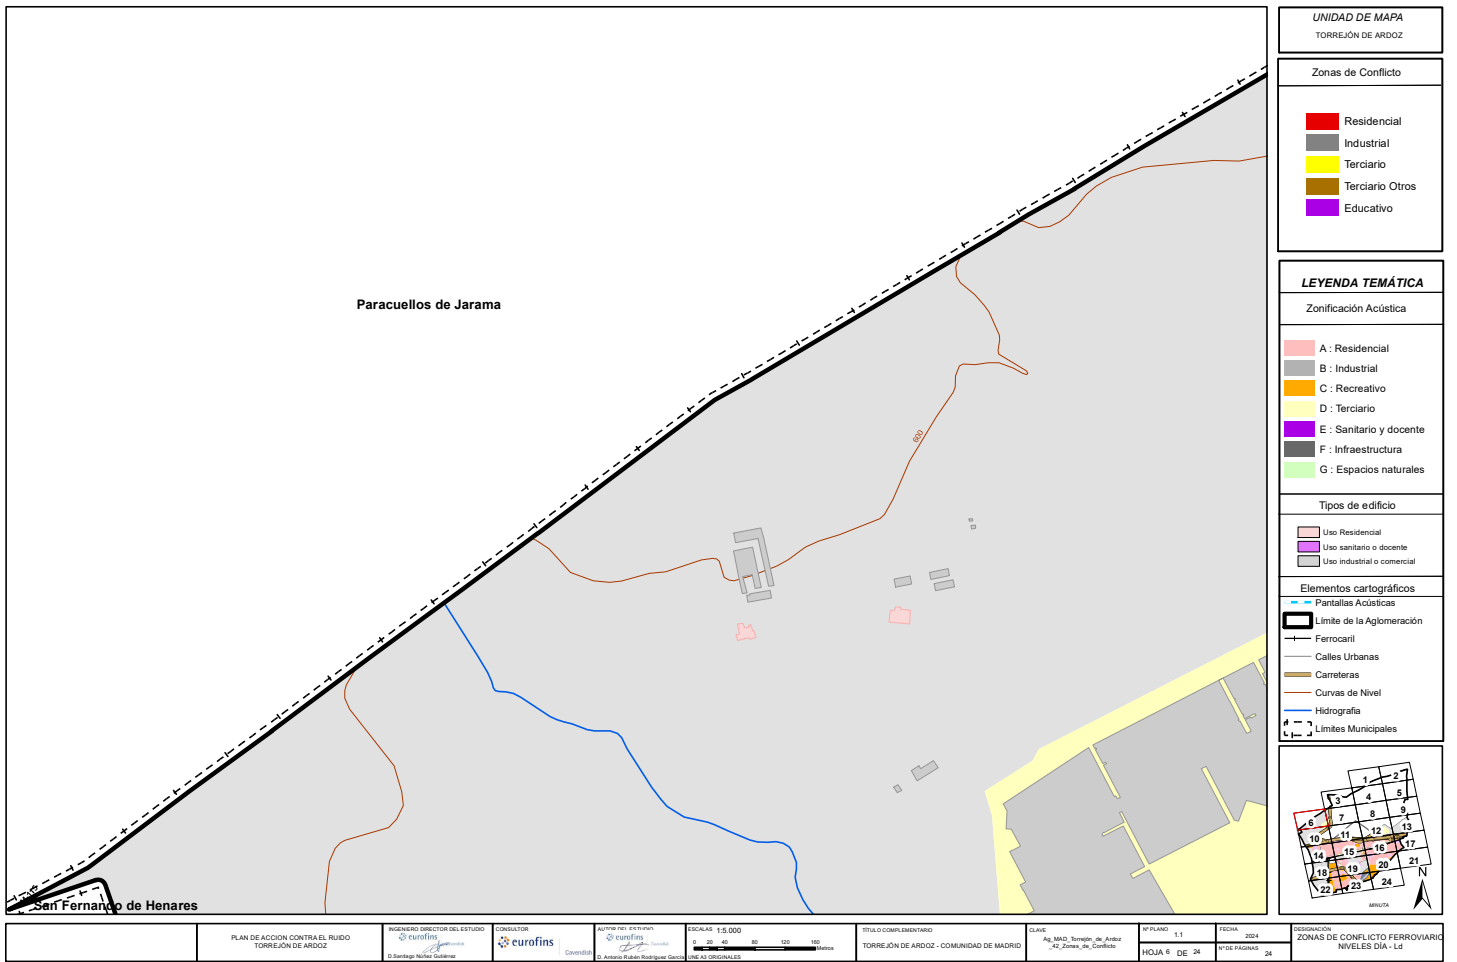 Paracuellos de Jarama
600
San Fernando de Henares
UNIDAD DE MAPA
TORREJÓN DE ARDOZ
Zonas de Conflicto
Residencial
Industrial
Terciario
Terciario Otros
Educativo
LEYENDA TEMÁTICA
Zonificación Acústica
A : Residencial
B : Industrial
C : Recreativo
D : Terciario
E : Sanitario y docente
F : Infraestructura
G : Espacios naturales
Tipos de edificio
Uso Residencial
Uso sanitario o docente
Uso industrial o comercial
Elementos cartográficos
Pantallas Acústicas
Límite de la Aglomeración
Ferrocaril
Calles Urbanas
Carreteras
Curvas de Nivel
Hidrografia
Límites Municipales
1 2
3 4 5
6 7 8 9
10 11 12 13
14 15 16 17
18 19 20 21
22 23 24
N
MINUTA
PLAN DE ACCION CONTRA EL RUIDO
TORREJÓN DE ARDOZ
INGENIERO DIRECTOR DEL ESTUDIO
eurofins
D.Santiago Núñez Gutiérrez
CONSULTOR
eurofins
Cavendish
AUTOR DEL ESTUDIO
eurofins
D. Antonio Rubén Rodríguez García
ESCALAS 1:5.000
0 20 40 80 120 160
Metros
UNE A3 ORIGINALES
TÍTULO COMPLEMENTARIO
TORREJÓN DE ARDOZ - COMUNIDAD DE MADRID
CLAVE
Ag_MAD_Torrejón_de_Ardoz
_42_Zonas_de_Conflicto
Nº PLANO
1.1
HOJA 6 DE 24
FECHA
2024
Nº DE PÁGINAS
24
DESIGNACIÓN
ZONAS DE CONFLICTO FERROVIARIO
NIVELES DÍA - Ld